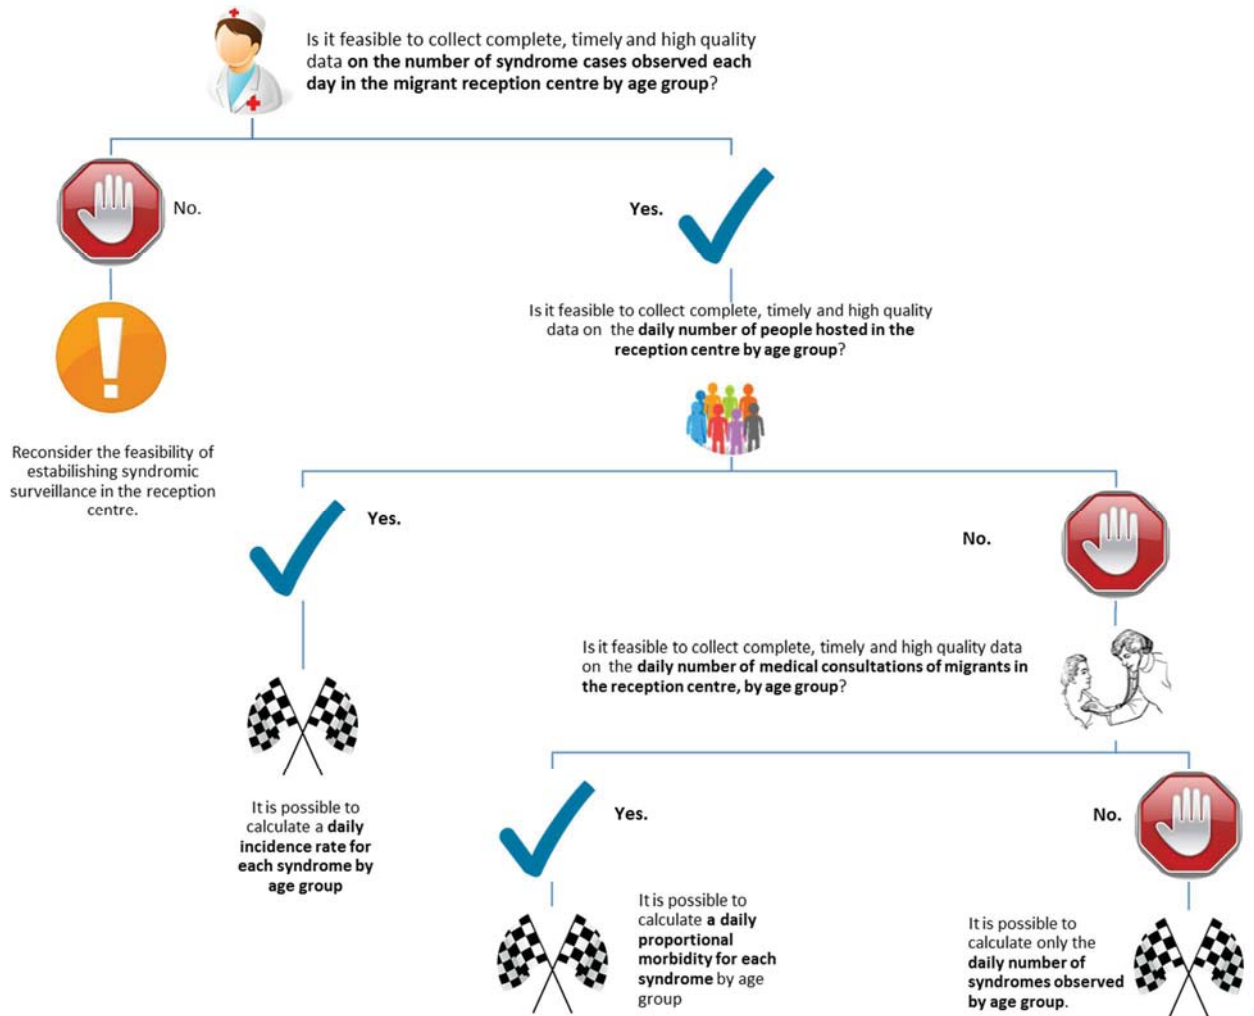 Is it feasible to collect complete, timely and high quality
data on the number of syndrome cases observed each
day in the migrant reception centre by age group?
No.
Yes.
Is it feasible to collect complete, timely and high quality
data on the daily number of people hosted in the
reception centre by age group?
Reconsider the feasibility of
estabilishing syndromic
surveillance in the reception
centre.
Yes.
No.
Is it feasible to collect complete, timely and high quality data
on the daily number of medical consultations of migrants in
the reception centre, by age group?
It is possible to
calculate a daily
incidence rate for
each syndrome by
age group
Yes.
No.
It is possible to
calculate a daily
proportional
morbidity for each
syndrome by age
group
It is possible to
calculate only the
daily number of
syndromes observed
by age group.